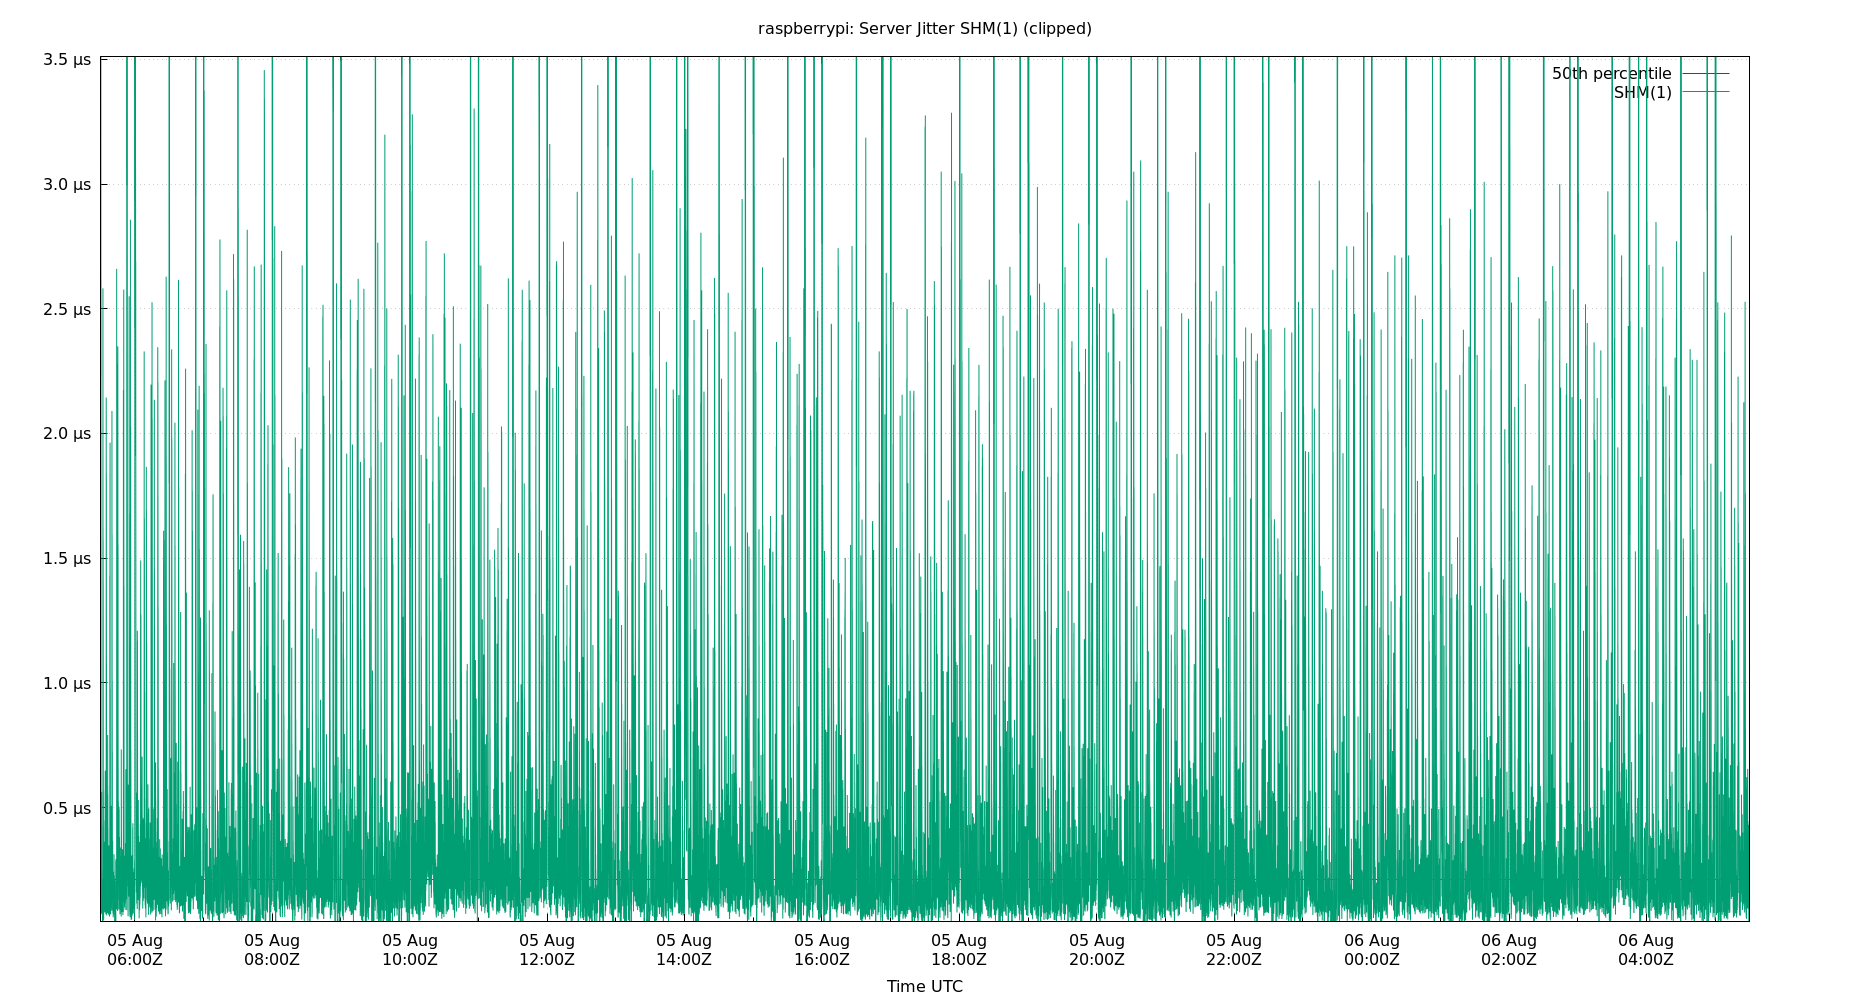 raspberrypi: Server Jitter SHM(1) (clipped)
3.5 µs
3.0 µs
2.5 µs
2.0 µs
1.5 µs
1.0 µs
0.5 µs
50th percentile
SHM(1)
05 Aug 05 Aug 05 Aug 05 Aug 05 Aug 05 Aug 05 Aug 05 Aug 05 Aug 06 Aug 06 Aug 06 Aug
06:00Z 08:00Z 10:00Z 12:00Z 14:00Z 16:00Z 18:00Z 20:00Z 22:00Z 00:00Z 02:00Z 04:00Z
Time UTC